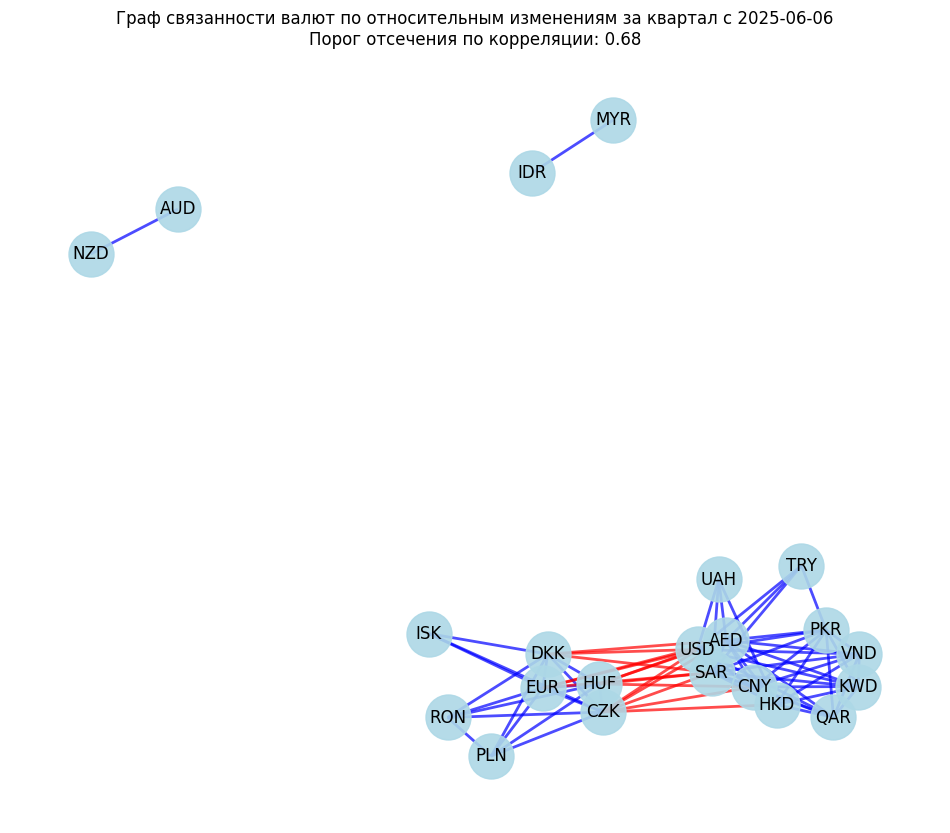 Граф связанности валют по относительным изменениям за квартал с 2025-06-06
Порог отсечения по корреляции: 0.68
MYR
IDR
AUD
NZD
TRY
UAH
PKR
ISK
AED
USD
DKK
VND
SAR
HUF
EUR
CNY
KWD
HKD
CZK
RON
QAR
PLN